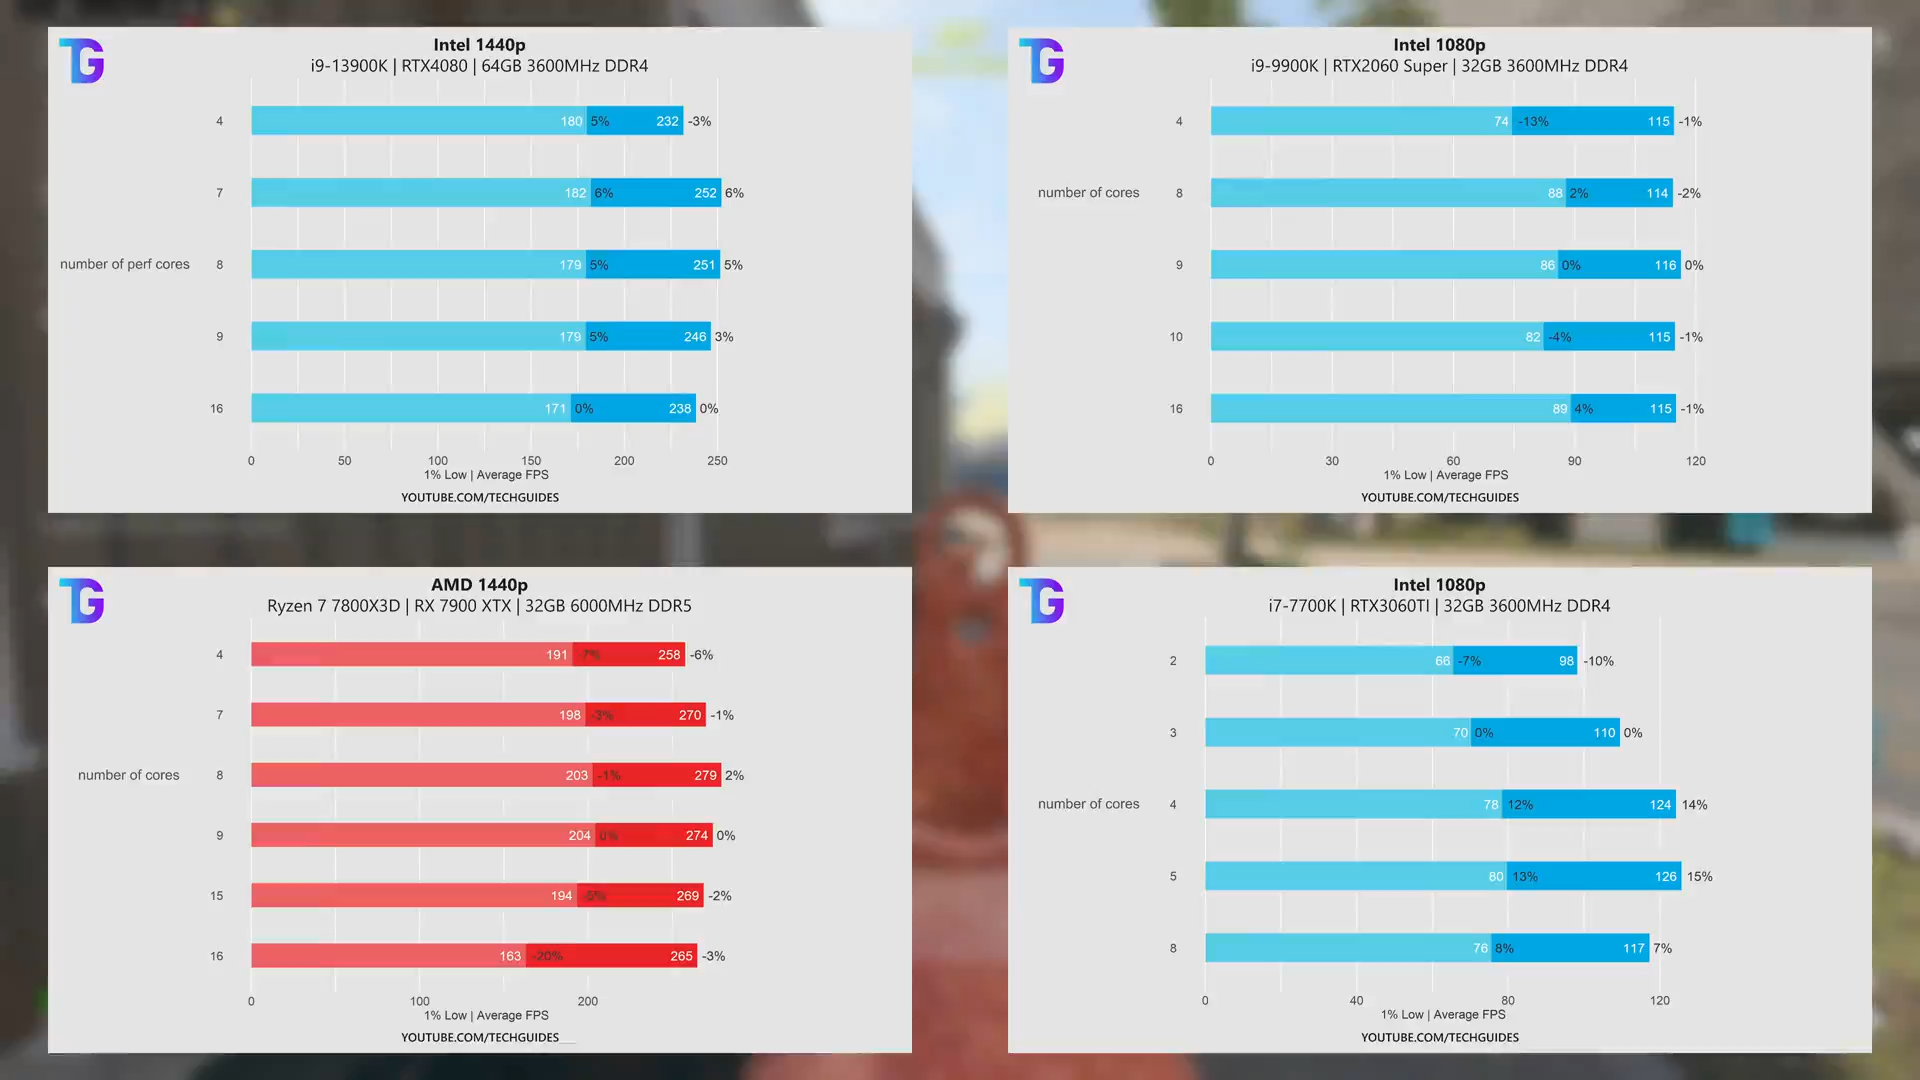 TG
Intel 1440p
i9-13900K | RTX4080 | 64GB 3600MHz DDR4
4 180 5% 232 -3%
7 182 6% 252 6%
number of perf cores 8 179 5% 251 5%
9 179 5% 246 3%
16 171 0% 238 0%
0 50 100 150 200 250
1% Low | Average FPS
YOUTUBE.COM/TECHGUIDES
TG
Intel 1080p
i9-9900K | RTX2060 Super | 32GB 3600MHz DDR4
4 74 -13% 115 -1%
number of cores 8 88 2% 114 -2%
9 86 0% 116 0%
10 82 -4% 115 -1%
16 89 4% 115 -1%
0 30 60 90 120
1% Low | Average FPS
YOUTUBE.COM/TECHGUIDES
TG
AMD 1440p
Ryzen 7 7800X3D | RX 7900 XTX | 32GB 6000MHz DDR5
4 191 7% 258 -6%
7 198 -3% 270 -1%
number of cores 8 203 -1% 279 2%
9 204 0% 274 0%
15 194 -5% 269 -2%
16 163 -20% 265 -3%
0 100 200
1% Low | Average FPS
YOUTUBE.COM/TECHGUIDES__
TG
Intel 1080p
i7-7700K | RTX3060TI | 32GB 3600MHz DDR4
2 66 -7% 98 -10%
3 70 0% 110 0%
number of cores 4 78 12% 124 14%
5 80 13% 126 15%
8 76 8% 117 7%
0 40 80 120
1% Low | Average FPS
YOUTUBE.COM/TECHGUIDES